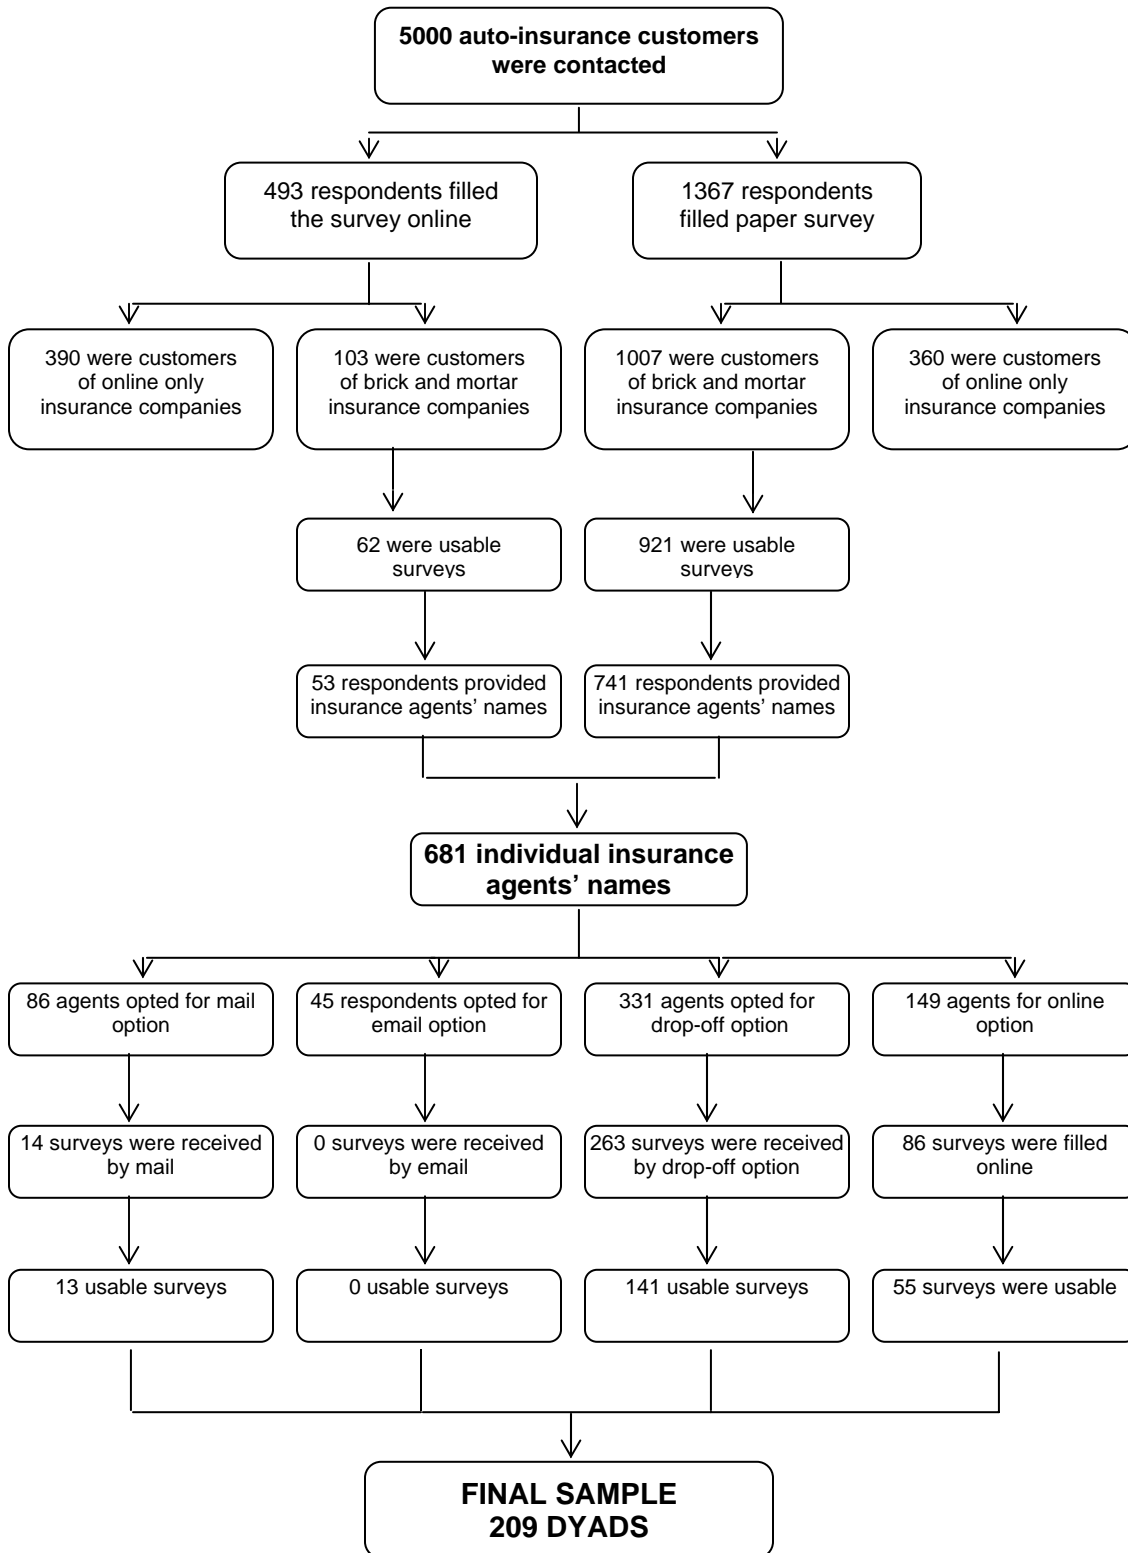 5000 auto-insurance customers
were contacted
493 respondents filled
the survey online
1367 respondents
filled paper survey
390 were customers
of online only
insurance companies
103 were customers
of brick and mortar
insurance companies
1007 were customers
of brick and mortar
insurance companies
360 were customers
of online only
insurance companies
62 were usable
surveys
921 were usable
surveys
53 respondents provided
insurance agents’ names
741 respondents provided
insurance agents’ names
681 individual insurance
agents’ names
86 agents opted for mail
option
45 respondents opted for
email option
331 agents opted for
drop-off option
149 agents for online
option
14 surveys were received
by mail
0 surveys were received
by email
263 surveys were received
by drop-off option
86 surveys were filled
online
13 usable surveys
0 usable surveys
141 usable surveys
55 surveys were usable
FINAL SAMPLE
209 DYADS